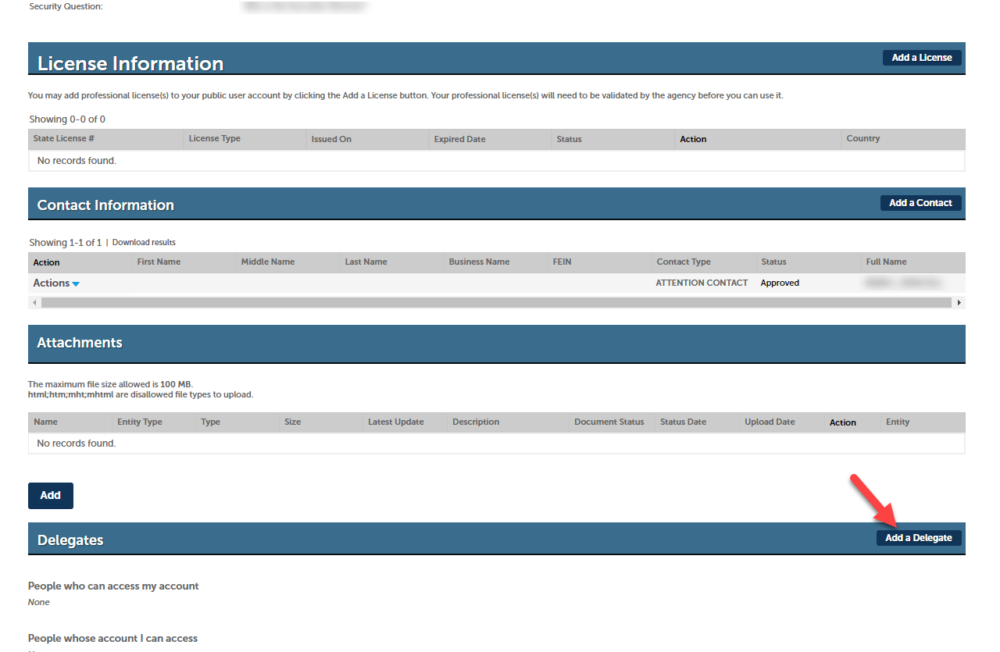 Security Question:
License Information
Add a License
You may add professional license(s) to your public user account by clicking the Add a License button. Your professional license(s) will need to be validated by the agency before you can use it.
Showing 0-0 of 0
State License # License Type Issued On Expired Date Status Action Country
No records found.
Contact Information
Add a Contact
Showing 1-1 of 1 | Download results
Action First Name Middle Name Last Name Business Name FEIN Contact Type Status Full Name
Actions ATTENTION CONTACT Approved
Attachments
The maximum file size allowed is 100 MB.
html;htm;mht;mhtml are disallowed file types to upload.
Name Entity Type Type Size Latest Update Description Document Status Status Date Upload Date Action Entity
No records found.
Add
Delegates
Add a Delegate
People who can access my account
None
People whose account I can access